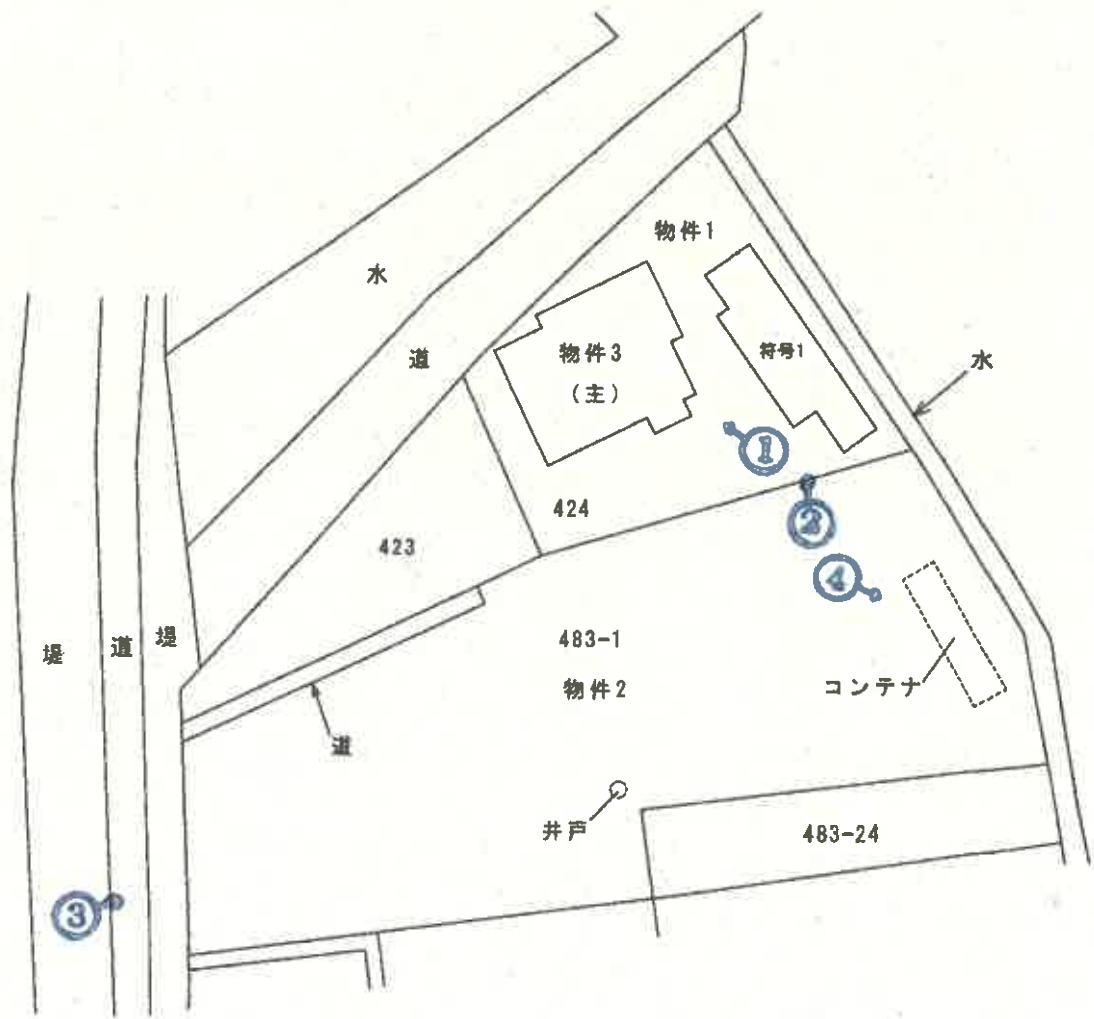 水
物件1
道
物件3
(主)
符号1
水
①
424
②
423
④
堤
道
堤
483-1
物件2
コンテナ
道
井戸
483-24
③